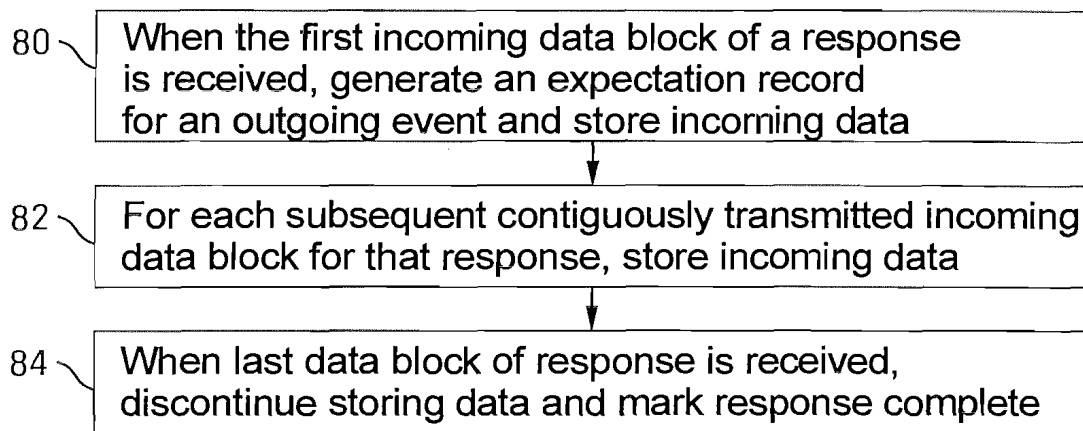 80
When the first incoming data block of a response
is received, generate an expectation record
for an outgoing event and store incoming data
82
For each subsequent contiguously transmitted incoming
data block for that response, store incoming data
84
When last data block of response is received,
discontinue storing data and mark response complete